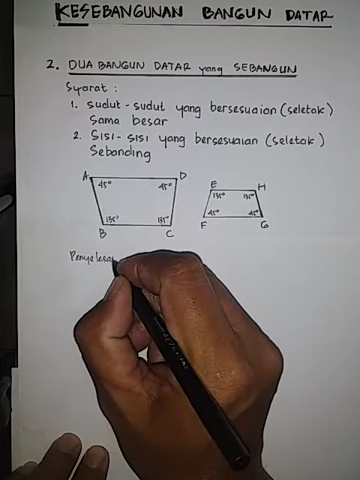 KESEBANGUNAN BANGUN DATAR
2. DUA BANGUN DATAR yang SEBANGUN
Syarat :
1. Sudut-sudut yang bersesuaian (seletak)
Sama besar
2. Sisi-sisi yang bersesuaian (seletak)
Sebanding
A D
45° 45°
135° 135°
B C
E H
135° 135°
45° 45°
F G
Penyelesa